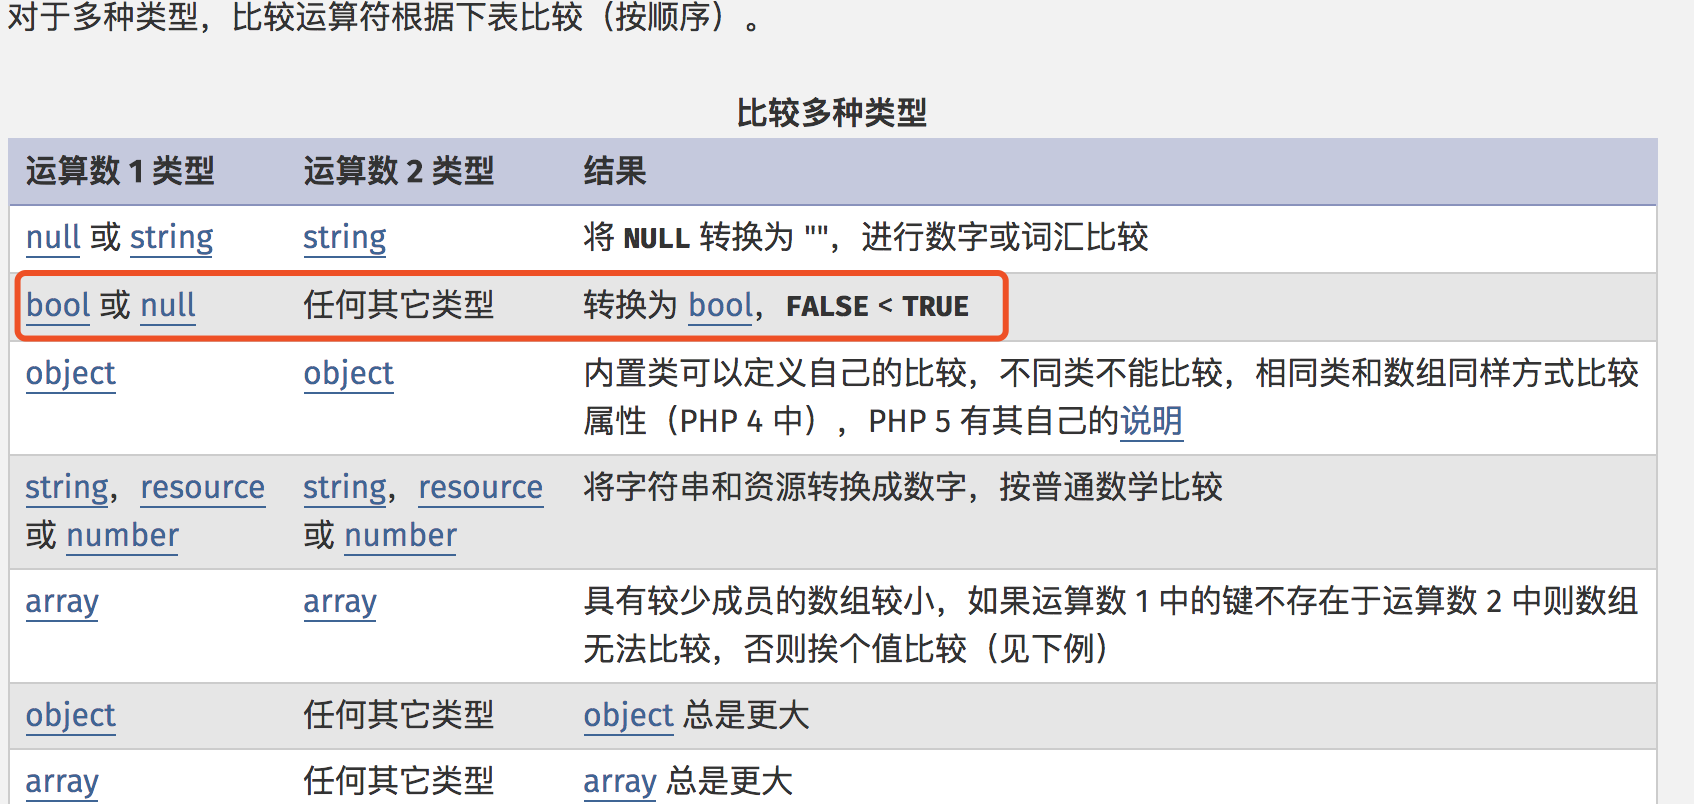 对于多种类型，比较运算符根据下表比较（按顺序）。
比较多种类型
运算数 1 类型 运算数 2 类型 结果
null 或 string string 将 NULL 转换为 ""，进行数字或词汇比较
bool 或 null 任何其它类型 转换为 bool，FALSE < TRUE
object object 内置类可以定义自己的比较，不同类不能比较，相同类和数组同样方式比较
属性（PHP 4 中），PHP 5 有其自己的说明
string，resource string，resource 将字符串和资源转换成数字，按普通数学比较
或 number 或 number
array array 具有较少成员的数组较小，如果运算数 1 中的键不存在于运算数 2 中则数组
无法比较，否则挨个值比较（见下例）
object 任何其它类型 object 总是更大
array 任何其它类型 array 总是更大